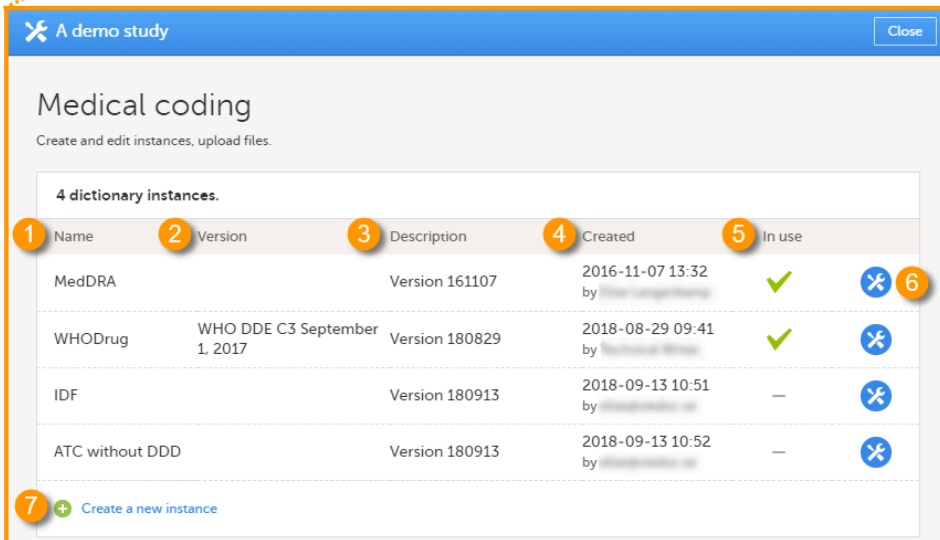 A demo study
Close
Medical coding
Create and edit instances, upload files.
4 dictionary instances.
1 Name 2 Version 3 Description 4 Created 5 In use
MedDRA Version 161107 2016-11-07 13:32
by
6
WHODrug WHO DDE C3 September Version 180829 2018-08-29 09:41
1, 2017 by
IDF Version 180913 2018-09-13 10:51
by
ATC without DDD Version 180913 2018-09-13 10:52
by
7 Create a new instance